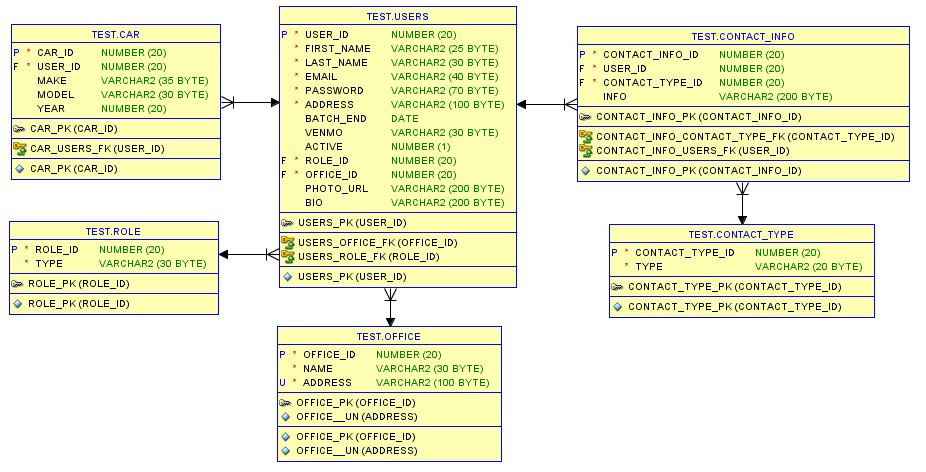 TEST.CAR
P * CAR_ID NUMBER (20)
F * USER_ID NUMBER (20)
MAKE VARCHAR2 (35 BYTE)
MODEL VARCHAR2 (30 BYTE)
YEAR NUMBER (20)
CAR_PK (CAR_ID)
CAR_USERS_FK (USER_ID)
CAR_PK (CAR_ID)
TEST.USERS
P * USER_ID NUMBER (20)
* FIRST_NAME VARCHAR2 (25 BYTE)
* LAST_NAME VARCHAR2 (30 BYTE)
* EMAIL VARCHAR2 (40 BYTE)
* PASSWORD VARCHAR2 (70 BYTE)
* ADDRESS VARCHAR2 (100 BYTE)
BATCH_END DATE
VENMO VARCHAR2 (30 BYTE)
ACTIVE NUMBER (1)
F * ROLE_ID NUMBER (20)
F * OFFICE_ID NUMBER (20)
PHOTO_URL VARCHAR2 (200 BYTE)
BIO VARCHAR2 (200 BYTE)
USERS_PK (USER_ID)
USERS_OFFICE_FK (OFFICE_ID)
USERS_ROLE_FK (ROLE_ID)
USERS_PK (USER_ID)
TEST.CONTACT_INFO
P * CONTACT_INFO_ID NUMBER (20)
F * USER_ID NUMBER (20)
F * CONTACT_TYPE_ID NUMBER (20)
INFO VARCHAR2 (200 BYTE)
CONTACT_INFO_PK (CONTACT_INFO_ID)
CONTACT_INFO_CONTACT_TYPE_FK (CONTACT_TYPE_ID)
CONTACT_INFO_USERS_FK (USER_ID)
CONTACT_INFO_PK (CONTACT_INFO_ID)
TEST.ROLE
P * ROLE_ID NUMBER (20)
* TYPE VARCHAR2 (30 BYTE)
ROLE_PK (ROLE_ID)
ROLE_PK (ROLE_ID)
TEST.CONTACT_TYPE
P * CONTACT_TYPE_ID NUMBER (20)
* TYPE VARCHAR2 (20 BYTE)
CONTACT_TYPE_PK (CONTACT_TYPE_ID)
CONTACT_TYPE_PK (CONTACT_TYPE_ID)
TEST.OFFICE
P * OFFICE_ID NUMBER (20)
* NAME VARCHAR2 (30 BYTE)
U * ADDRESS VARCHAR2 (100 BYTE)
OFFICE_PK (OFFICE_ID)
OFFICE__UN (ADDRESS)
OFFICE_PK (OFFICE_ID)
OFFICE__UN (ADDRESS)